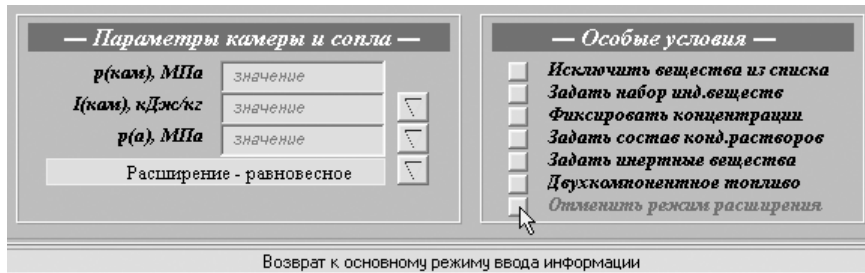 — Параметры камеры и сопла —
p(кам), МПа значение
I(кам), кДж/кг значение
p(а), МПа значение
Расширение - равновесное
— Особые условия —
Исключить вещества из списка
Задать набор инд.веществ
Фиксировать концентрации
Задать состав конд.растворов
Задать инертные вещества
Двухкомпонентное топливо
Отменить режим расширения
Возврат к основному режиму ввода информации